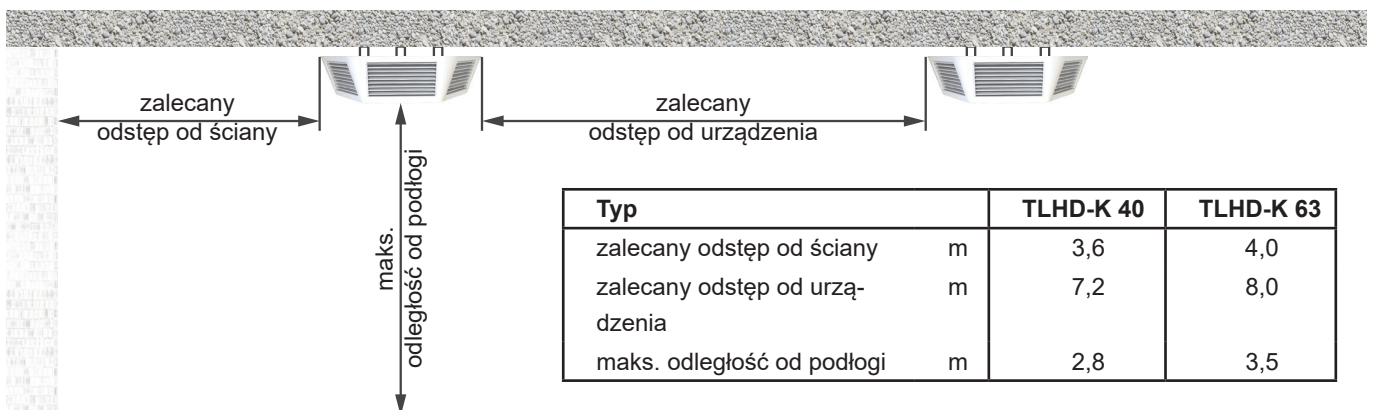 zalecany
odstęp od ściany
zalecany
odstęp od urządzenia
maks.
odległość od podłogi
Typ TLHD-K 40 TLHD-K 63
zalecany odstęp od ściany m 3,6 4,0
zalecany odstęp od urzą- m 7,2 8,0
dzenia
maks. odległość od podłogi m 2,8 3,5